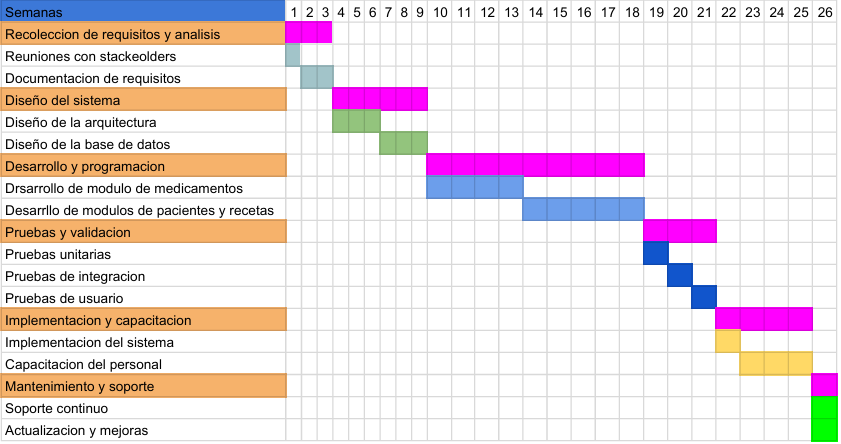 Semanas 1 2 3 4 5 6 7 8 9 10 11 12 13 14 15 16 17 18 19 20 21 22 23 24 25 26
Recoleccion de requisitos y analisis
Reuniones con stackeolders
Documentacion de requisitos
Diseño del sistema
Diseño de la arquitectura
Diseño de la base de datos
Desarrollo y programacion
Drsarrollo de modulo de medicamentos
Desarrllo de modulos de pacientes y recetas
Pruebas y validacion
Pruebas unitarias
Pruebas de integracion
Pruebas de usuario
Implementacion y capacitacion
Implementacion del sistema
Capacitacion del personal
Mantenimiento y soporte
Soporte continuo
Actualizacion y mejoras